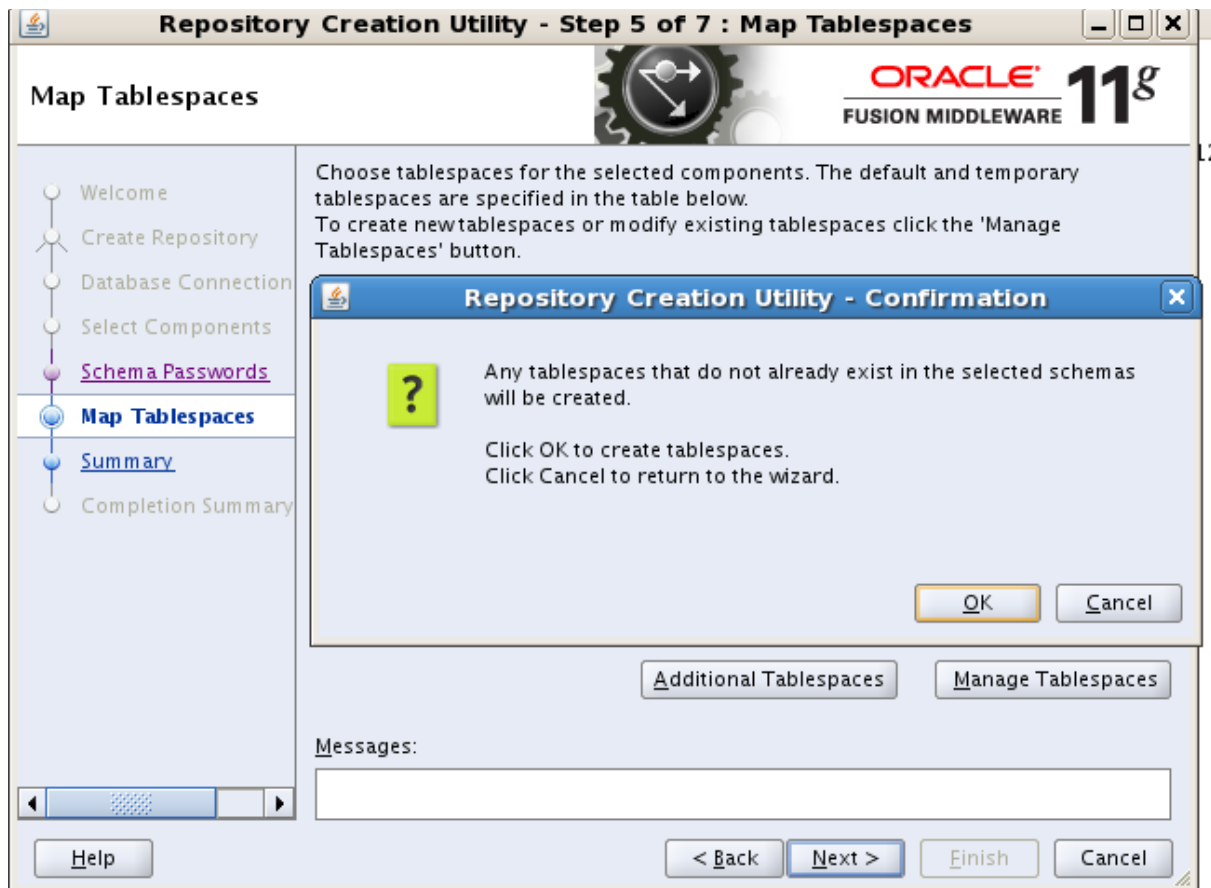 Repository Creation Utility - Step 5 of 7 : Map Tablespaces
Map Tablespaces
ORACLE
FUSION MIDDLEWARE
11g
Welcome
Create Repository
Database Connection
Select Components
Schema Passwords
Map Tablespaces
Summary
Completion Summary
Choose tablespaces for the selected components. The default and temporary
tablespaces are specified in the table below.
To create new tablespaces or modify existing tablespaces click the 'Manage
Tablespaces' button.
Repository Creation Utility - Confirmation
?
Any tablespaces that do not already exist in the selected schemas
will be created.
Click OK to create tablespaces.
Click Cancel to return to the wizard.
OK
Cancel
Additional Tablespaces
Manage Tablespaces
Messages:
Help
< Back
Next >
Finish
Cancel